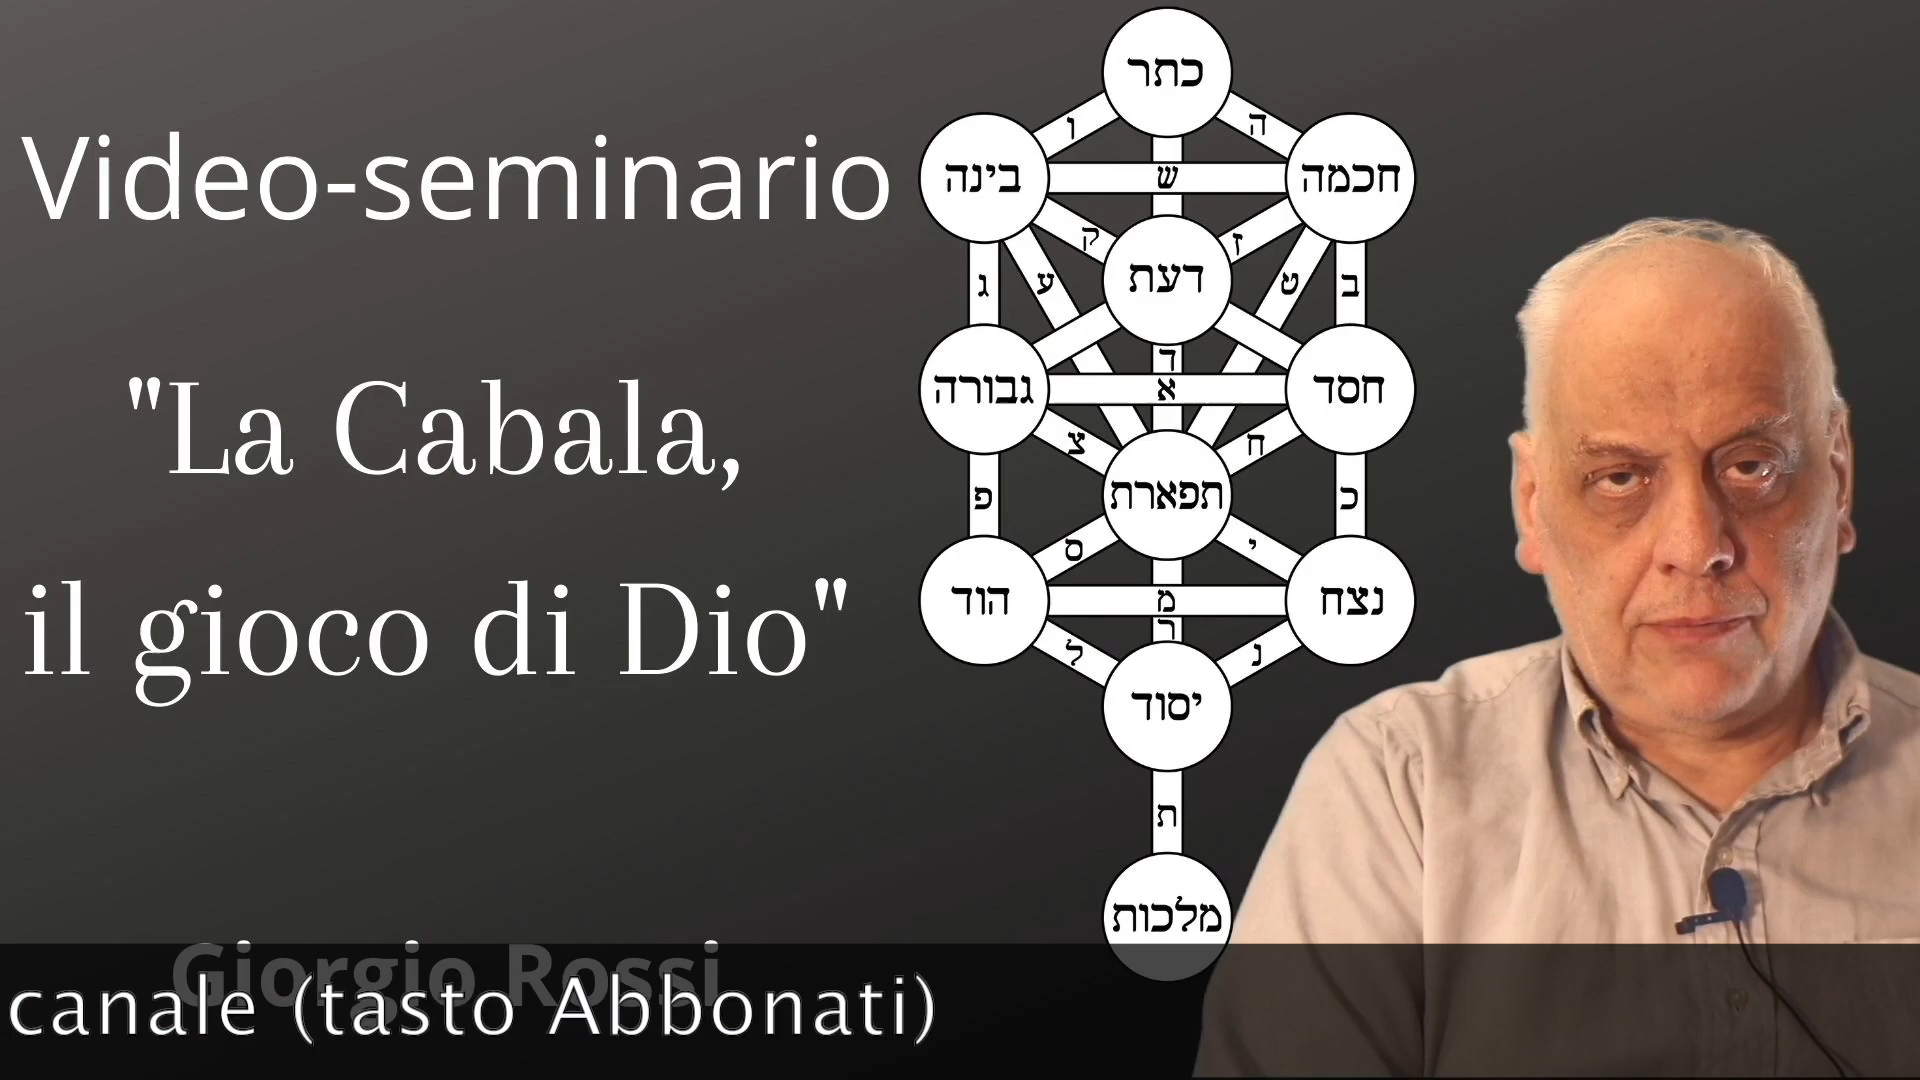 Video-seminario
"La Cabala,
il gioco di Dio"
Giorgio Rossi
canale (tasto Abbonati)
כתר
ו
ה
בינה
ש
חכמה
ק
ז
דעת
ג
ע
ט
ב
ד
גבורה
א
חסד
צ
ח
תפארת
פ
כ
ס
י
הוד
מ
נצח
ר
ל
נ
יסוד
ת
מלכות